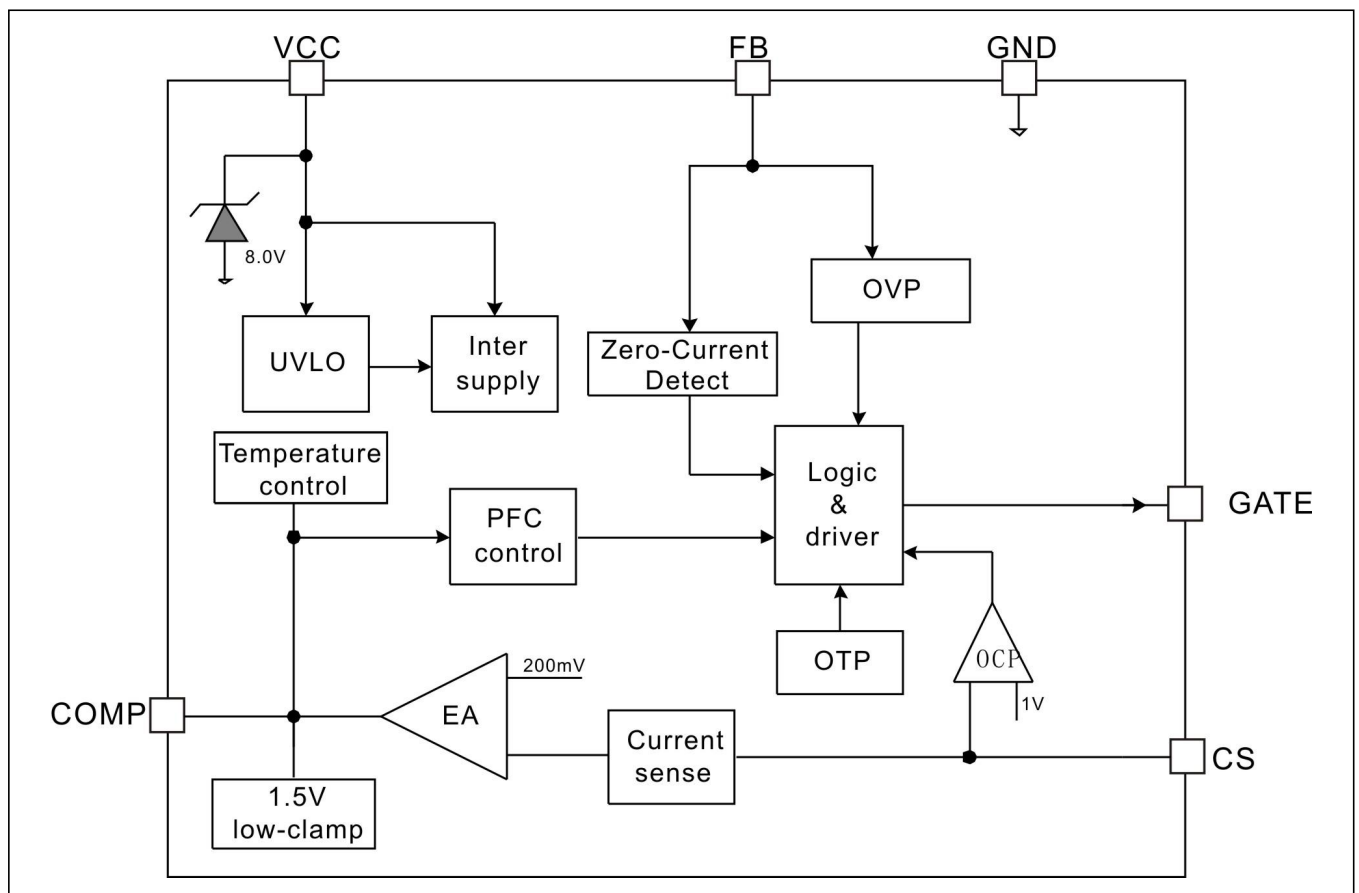 VCC
FB
GND
8.0V
OVP
UVLO
Inter
supply
Zero-Current
Detect
Temperature
control
PFC
control
Logic
&
driver
GATE
OTP
OCP
200mV
1V
COMP
EA
Current
sense
CS
1.5V
low-clamp